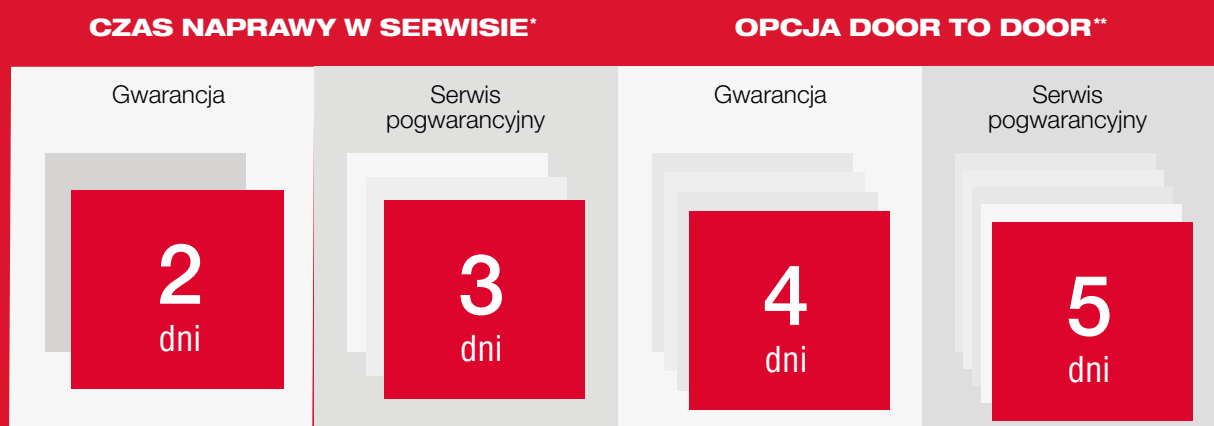 CZAS NAPRAWY W SERWISIE*
OPCJA DOOR TO DOOR**
Gwarancja
Serwis
pogwarancyjny
Gwarancja
Serwis
pogwarancyjny
2
dni
3
dni
4
dni
5
dni